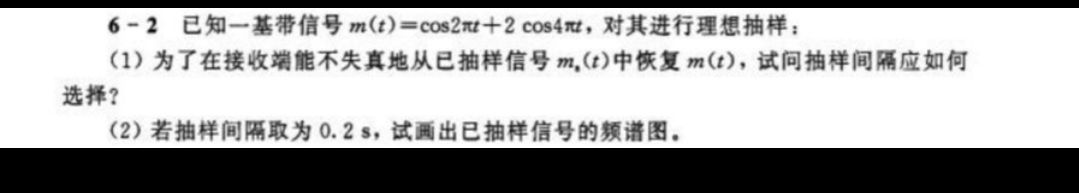 6-2 已知一基带信号 m(t)=cos2πt+2 cos4πt，对其进行理想抽样：
(1) 为了在接收端能不失真地从已抽样信号 mₛ(t)中恢复 m(t)，试问抽样间隔应如何
选择？
(2) 若抽样间隔取为 0.2 s，试画出已抽样信号的频谱图。